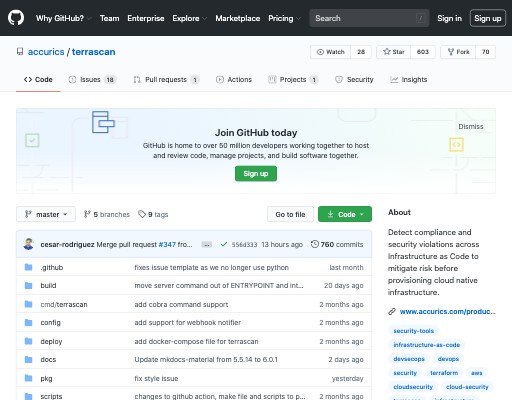 Why GitHub? Team Enterprise Explore Marketplace Pricing Search / Sign in Sign up
accurics / terrascan Watch 28 Star 603 Fork 70
Code Issues 18 Pull requests 1 Actions Projects 1 Security Insights
Join GitHub today
Dismiss
GitHub is home to over 50 million developers working together to host
and review code, manage projects, and build software together.
Sign up
master 5 branches 9 tags Go to file Code
cesar-rodriguez Merge pull request #347 fro... ... 556d333 13 hours ago 760 commits
.github fixes issue template as we no longer use python last month
build move server command out of ENTRYPOINT and int... 20 days ago
cmd/terrascan add cobra command support 2 months ago
config add support for webhook notifier 2 months ago
deploy add docker-compose file for terrascan 2 months ago
docs Update mkdocs-material from 5.5.14 to 6.0.1 2 days ago
pkg fix style issue yesterday
scripts changes to github action, make file and scripts to p... 2 months ago
About
Detect compliance and
security violations across
Infrastructure as Code to
mitigate risk before
provisioning cloud native
infrastructure.
www.accurics.com/produc...
security-tools
infrastructure-as-code
devsecops devops
security terraform aws
cloudsecurity cloud-security
terrascan infrastructure